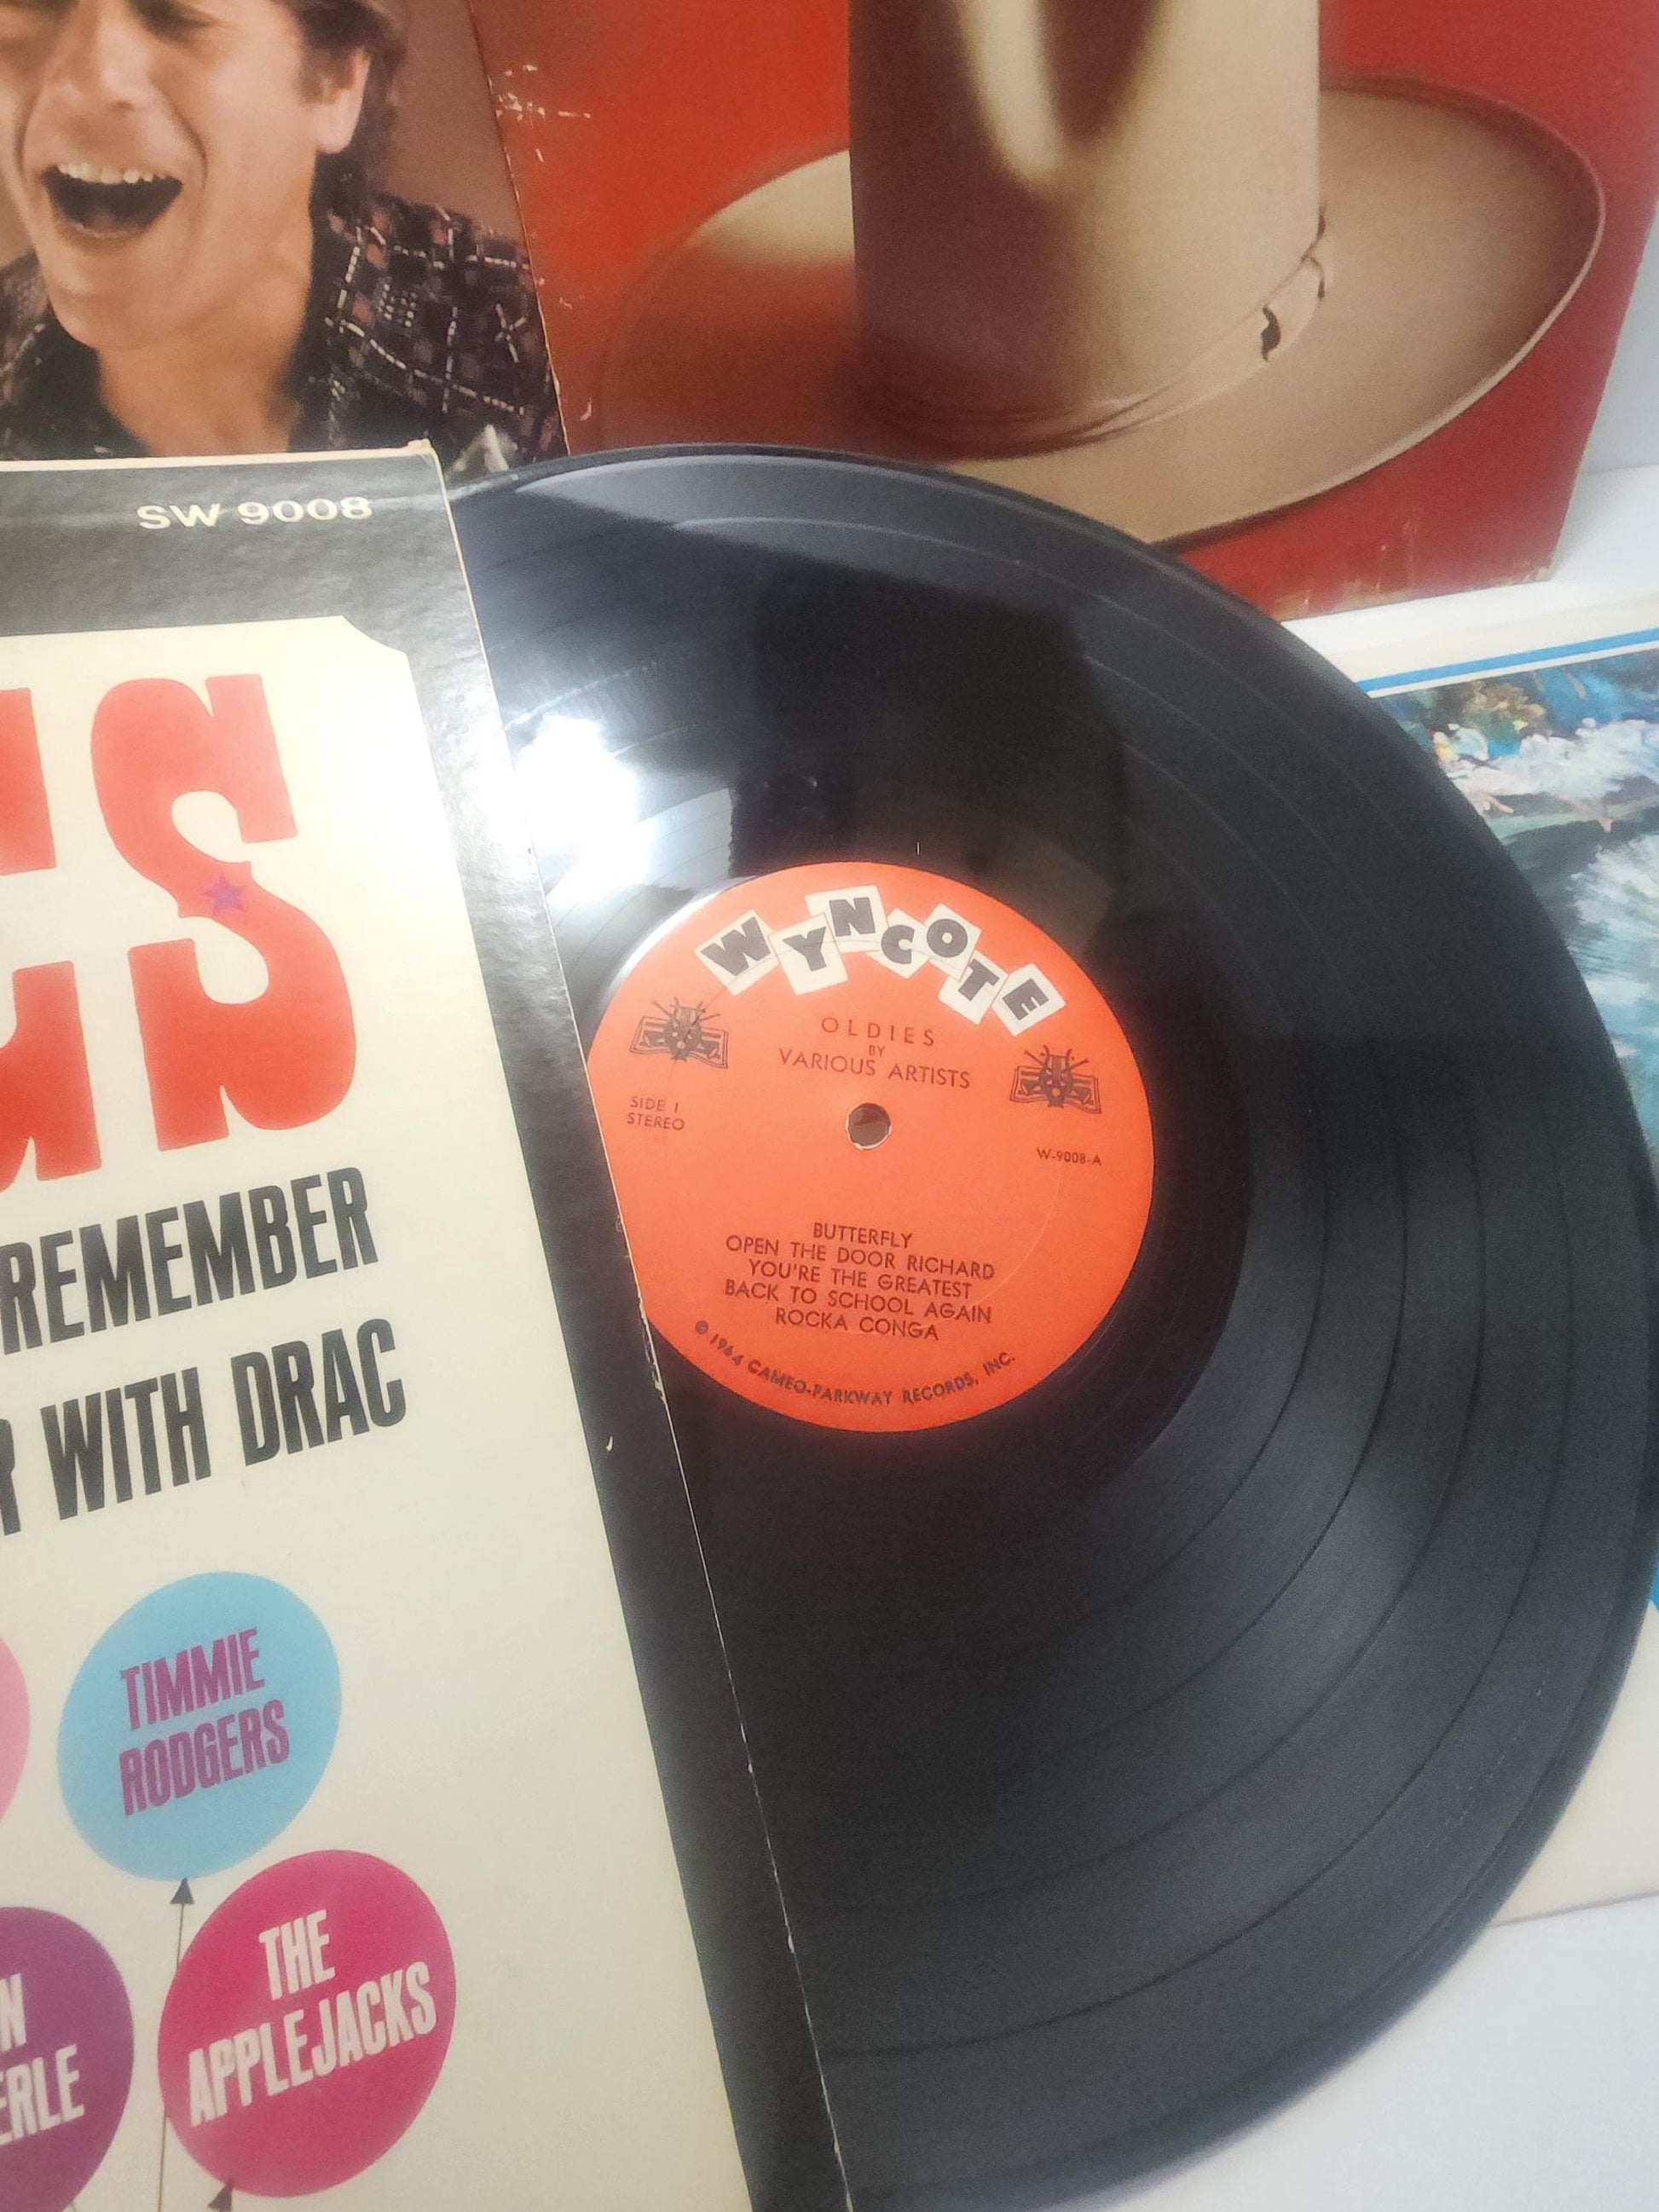 SW 9008
REMEMBER
WITH DRAC
TIMMIE
RODGERS
THE
APPLEJACKS
WYNCOTE
OLDIES
BY
VARIOUS ARTISTS
SIDE 1
STEREO
W-9008-A
BUTTERFLY
OPEN THE DOOR RICHARD
YOU'RE THE GREATEST
BACK TO SCHOOL AGAIN
ROCKA CONGA
© 1964 CAMEO-PARKWAY RECORDS, INC.